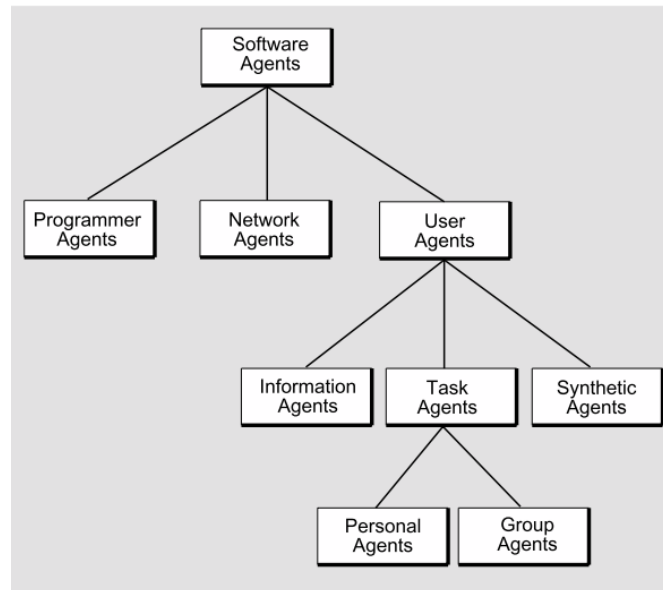 Software
Agents
Programmer
Agents
Network
Agents
User
Agents
Information
Agents
Task
Agents
Synthetic
Agents
Personal
Agents
Group
Agents